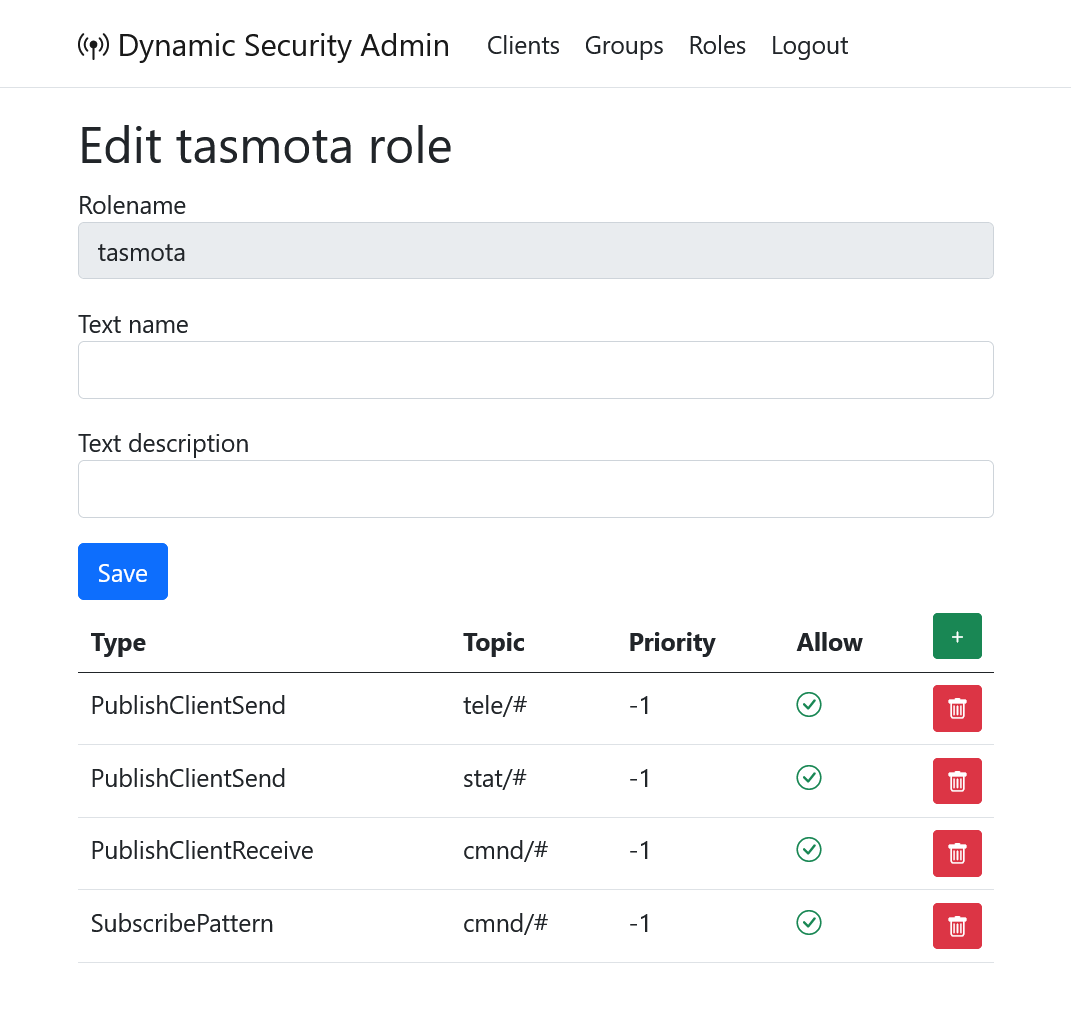 Dynamic Security Admin Clients Groups Roles Logout
Edit tasmota role
Rolename
tasmota
Text name
Text description
Save
Type Topic Priority Allow +
PublishClientSend tele/# -1
PublishClientSend stat/# -1
PublishClientReceive cmnd/# -1
SubscribePattern cmnd/# -1